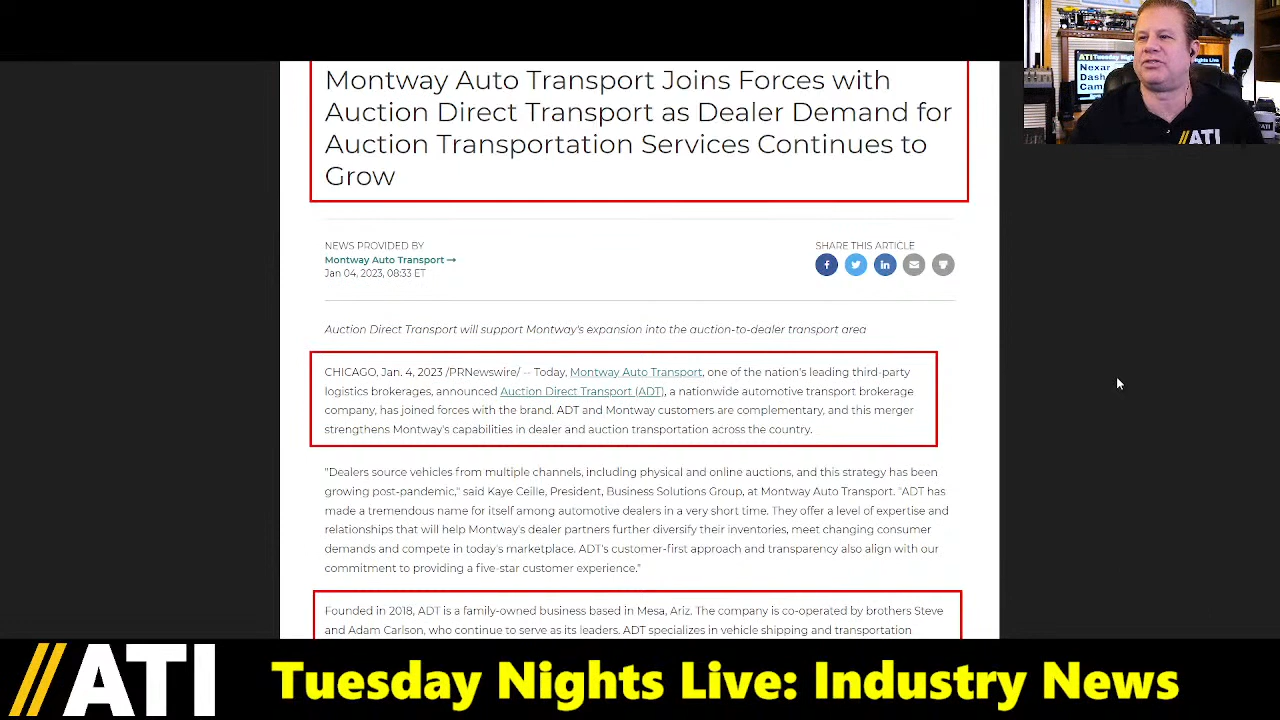 Montway Auto Transport Joins Forces with
Auction Direct Transport as Dealer Demand for
Auction Transportation Services Continues to
Grow
NEWS PROVIDED BY
Montway Auto Transport →
Jan 04, 2023, 08:33 ET
SHARE THIS ARTICLE
Auction Direct Transport will support Montway's expansion into the auction-to-dealer transport area
CHICAGO, Jan. 4, 2023 /PRNewswire/ -- Today, Montway Auto Transport, one of the nation's leading third-party
logistics brokerages, announced Auction Direct Transport (ADT), a nationwide automotive transport brokerage
company, has joined forces with the brand. ADT and Montway customers are complementary, and this merger
strengthens Montway's capabilities in dealer and auction transportation across the country.
"Dealers source vehicles from multiple channels, including physical and online auctions, and this strategy has been
growing post-pandemic," said Kaye Ceille, President, Business Solutions Group, at Montway Auto Transport. "ADT has
made a tremendous name for itself among automotive dealers in a very short time. They offer a level of expertise and
relationships that will help Montway's dealer partners further diversify their inventories, meet changing consumer
demands and compete in today's marketplace. ADT's customer-first approach and transparency also align with our
commitment to providing a five-star customer experience."
Founded in 2018, ADT is a family-owned business based in Mesa, Ariz. The company is co-operated by brothers Steve
and Adam Carlson, who continue to serve as its leaders. ADT specializes in vehicle shipping and transportation
ATI Tuesday Nig
hts Live
Nexar
Dash
Cam
//ATI
//ATI
Tuesday Nights Live: Industry News